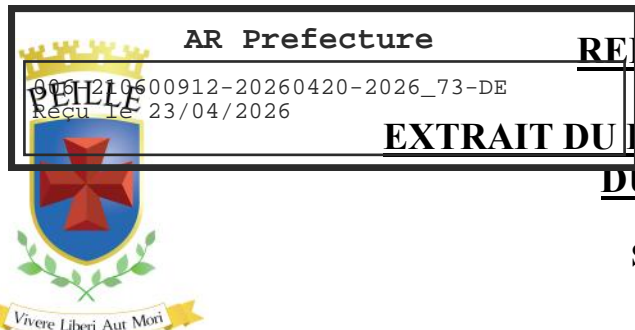 AR Prefecture
006-210600912-20260420-2026_73-DE
Reçu le 23/04/2026
PEILLE
EXTRAIT DU
DU
Vivere Liberi Aut Mori